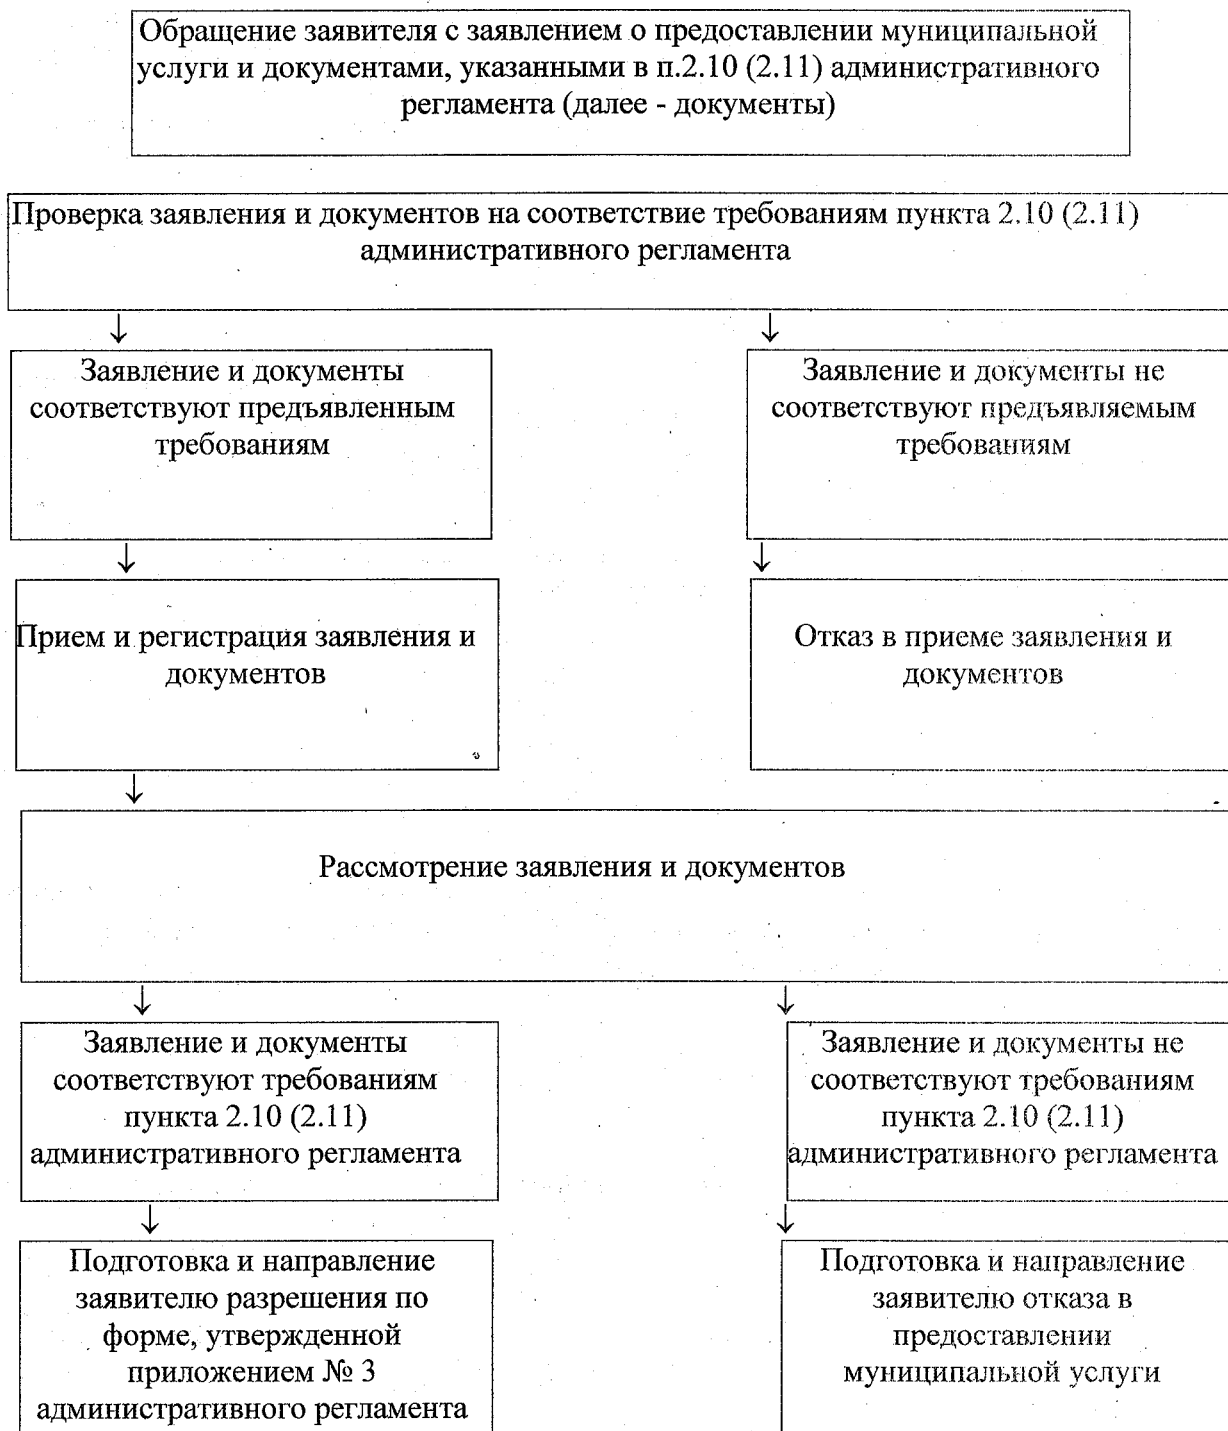 Обращение заявителя с заявлением о предоставлении муниципальной
услуги и документами, указанными в п.2.10 (2.11) административного
регламента (далее - документы)
Проверка заявления и документов на соответствие требованиям пункта 2.10 (2.11)
административного регламента
↓
↓
Заявление и документы
соответствуют предъявленным
требованиям
Заявление и документы не
соответствуют предъявляемым
требованиям
↓
↓
Прием и регистрация заявления и
документов
Отказ в приеме заявления и
документов
↓
Рассмотрение заявления и документов
↓
↓
Заявление и документы
соответствуют требованиям
пункта 2.10 (2.11)
административного регламента
Заявление и документы не
соответствуют требованиям
пункта 2.10 (2.11)
административного регламента
↓
↓
Подготовка и направление
заявителю разрешения по
форме, утвержденной
приложением № 3
административного регламента
Подготовка и направление
заявителю отказа в
предоставлении
муниципальной услуги